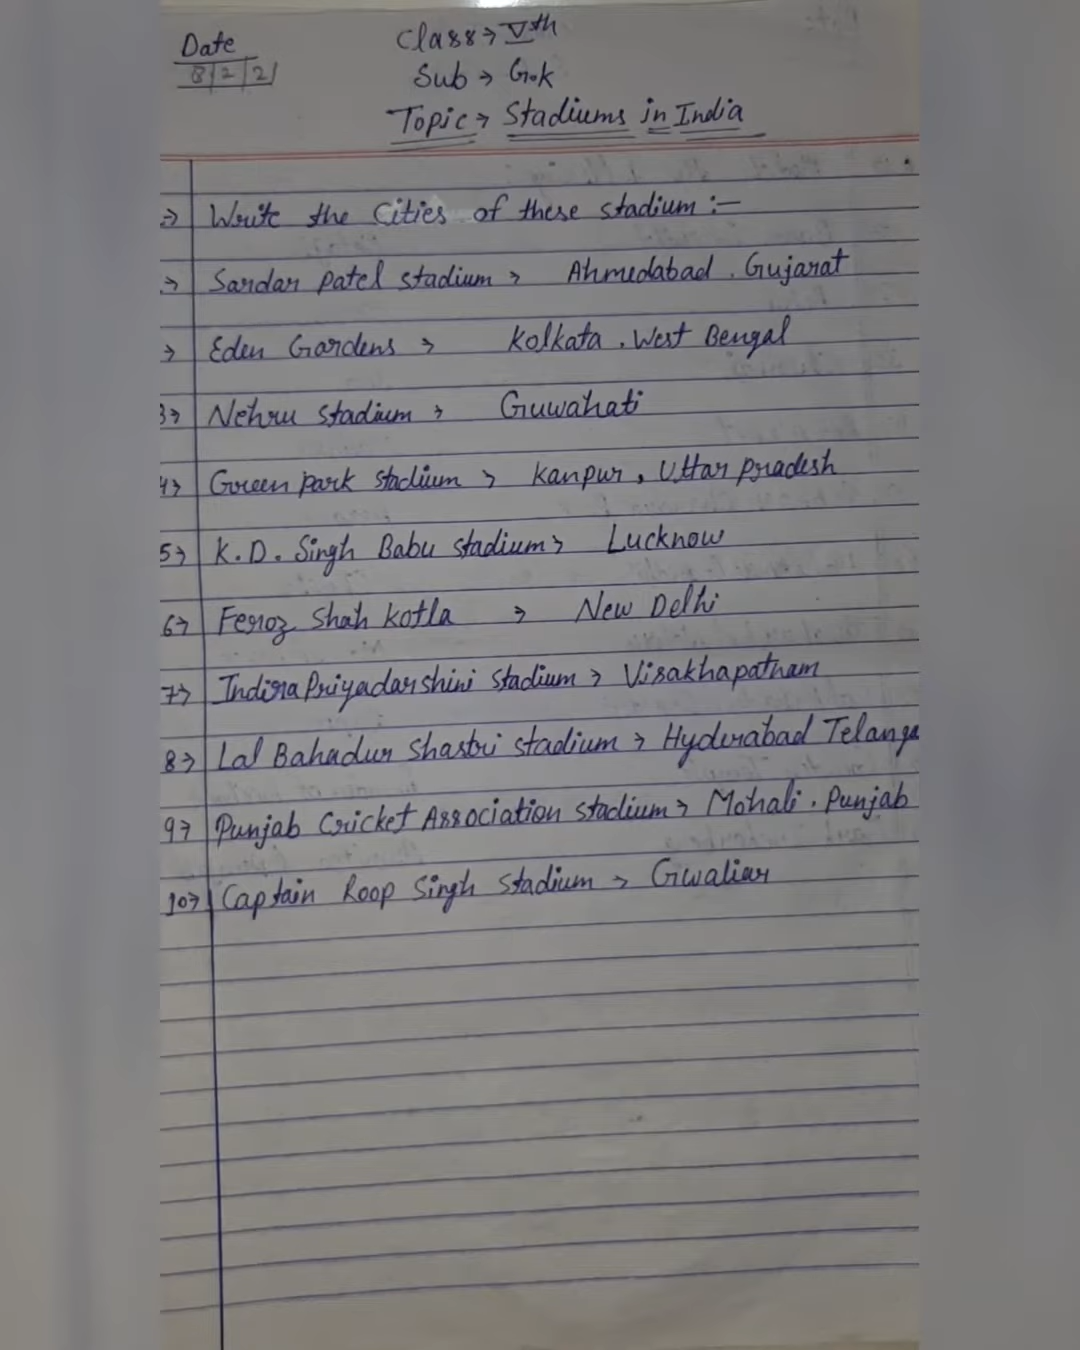 Date
8/2/21
Class → Vth
Sub → G.K
Topic → Stadiums in India
→ Write the Cities of these stadium :-
→ Sardar Patel Stadium → Ahmedabad . Gujarat
→ Eden Gardens → Kolkata . West Bengal
3→ Nehru Stadium → Guwahati
4→ Green park Stadium → Kanpur , Uttar pradesh
5→ K.D. Singh Babu Stadium → Lucknow
6→ Feroz Shah Kotla → New Delhi
7→ Indira Priyadarshini Stadium → Visakhapatnam
8→ Lal Bahadur Shastri Stadium → Hyderabad Telanga
9→ Punjab Cricket Association Stadium → Mohali . Punjab
10→ Captain Roop Singh Stadium → Gwaliar